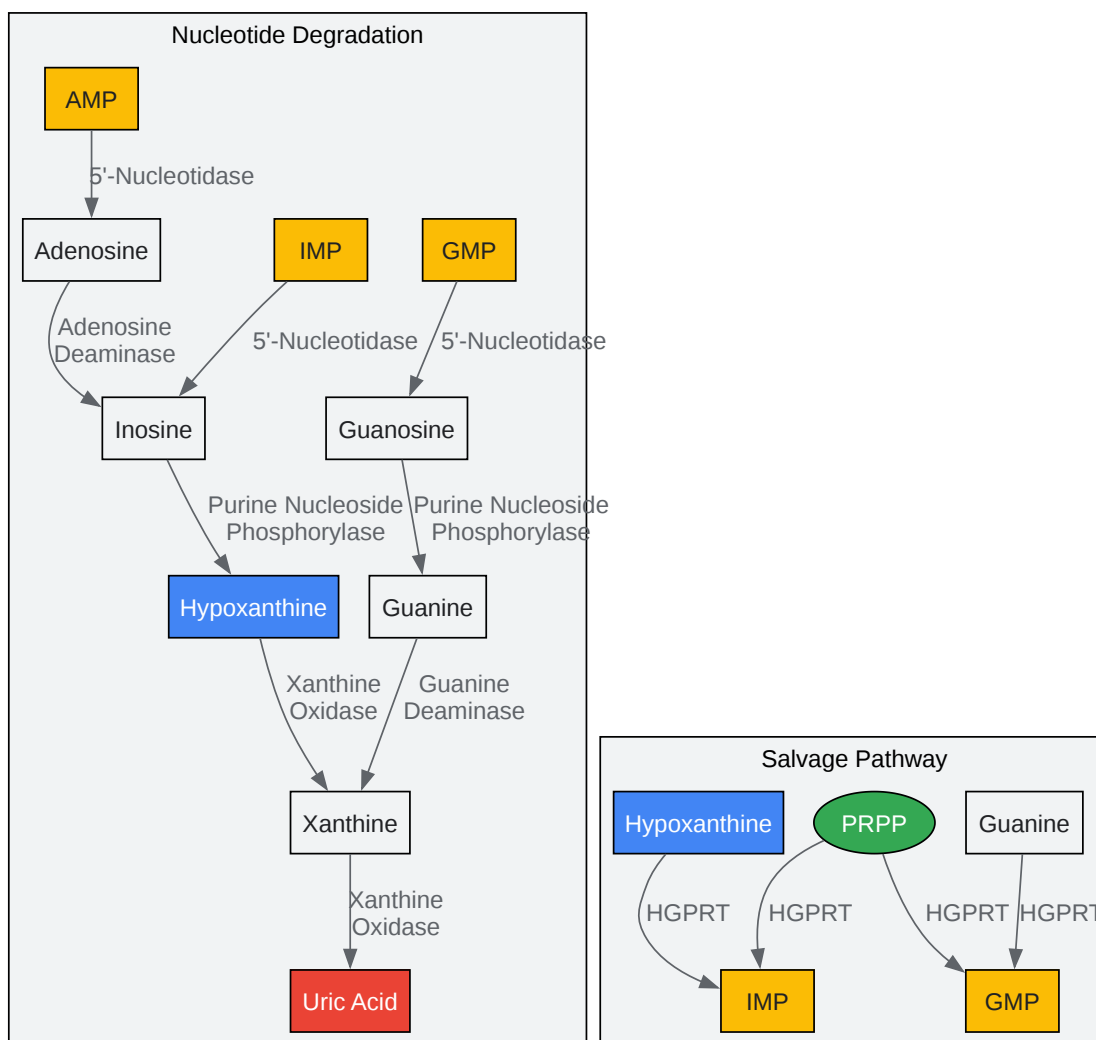 Nucleotide Degradation
AMP
5'-Nucleotidase
Adenosine
IMP
GMP
Adenosine
Deaminase
5'-Nucleotidase
5'-Nucleotidase
Inosine
Guanosine
Purine Nucleoside
Phosphorylase
Purine Nucleoside
Phosphorylase
Hypoxanthine
Guanine
Xanthine
Oxidase
Guanine
Deaminase
Xanthine
Xanthine
Oxidase
Uric Acid
Salvage Pathway
Hypoxanthine
PRPP
Guanine
HGPRT
HGPRT
HGPRT
HGPRT
IMP
GMP